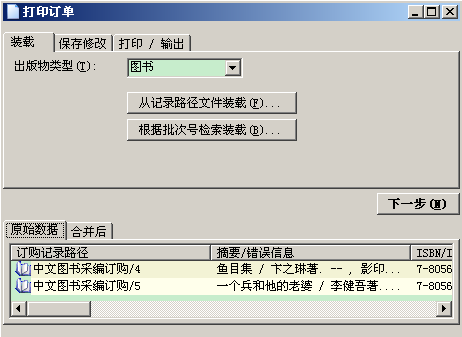 打印订单
装载 保存修改 打印 / 输出
出版物类型(T): 图书
从记录路径文件装载(F)...
根据批次号检索装载(B)...
下一步(N)
原始数据 合并后
订购记录路径 摘要/错误信息 ISBN/I
中文图书采编订购/4 鱼目集 / 卞之琳著. -- , 影印... 7-8056
中文图书采编订购/5 一个兵和他的老婆 / 李健吾著.... 7-8056